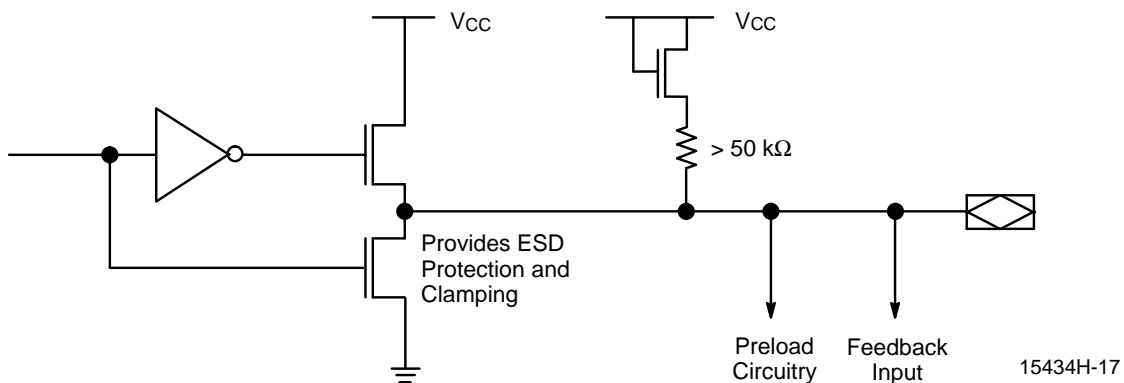 VCC
VCC
> 50 kΩ
Provides ESD
Protection and
Clamping
Preload
Circuitry
Feedback
Input
15434H-17